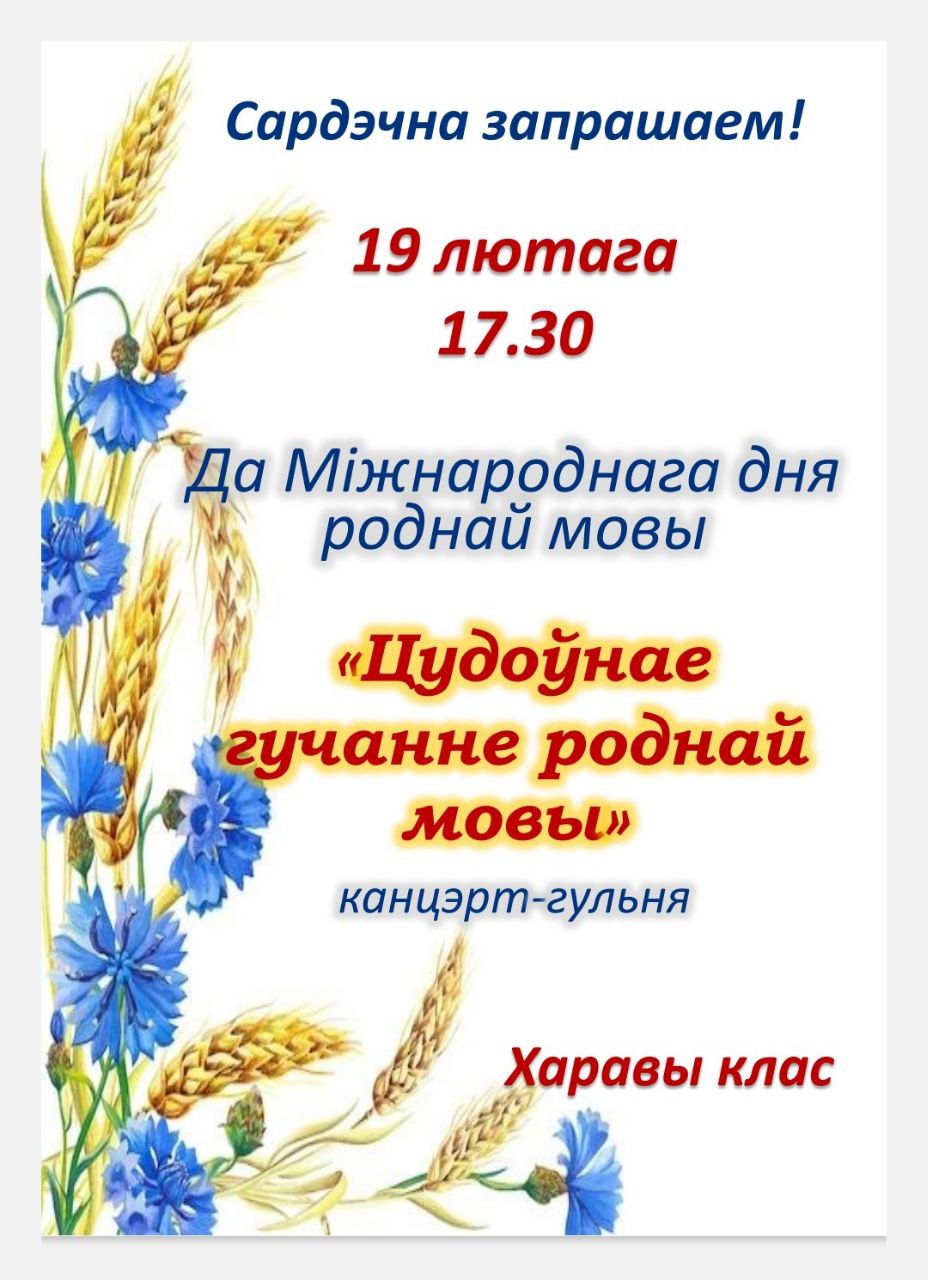 Сардэчна запрашаем!
19 лютага
17.30
Да Міжнароднага дня
роднай мовы
«Цудоўнае
гучанне роднай
мовы»
канцэрт-гульня
Харавы клас